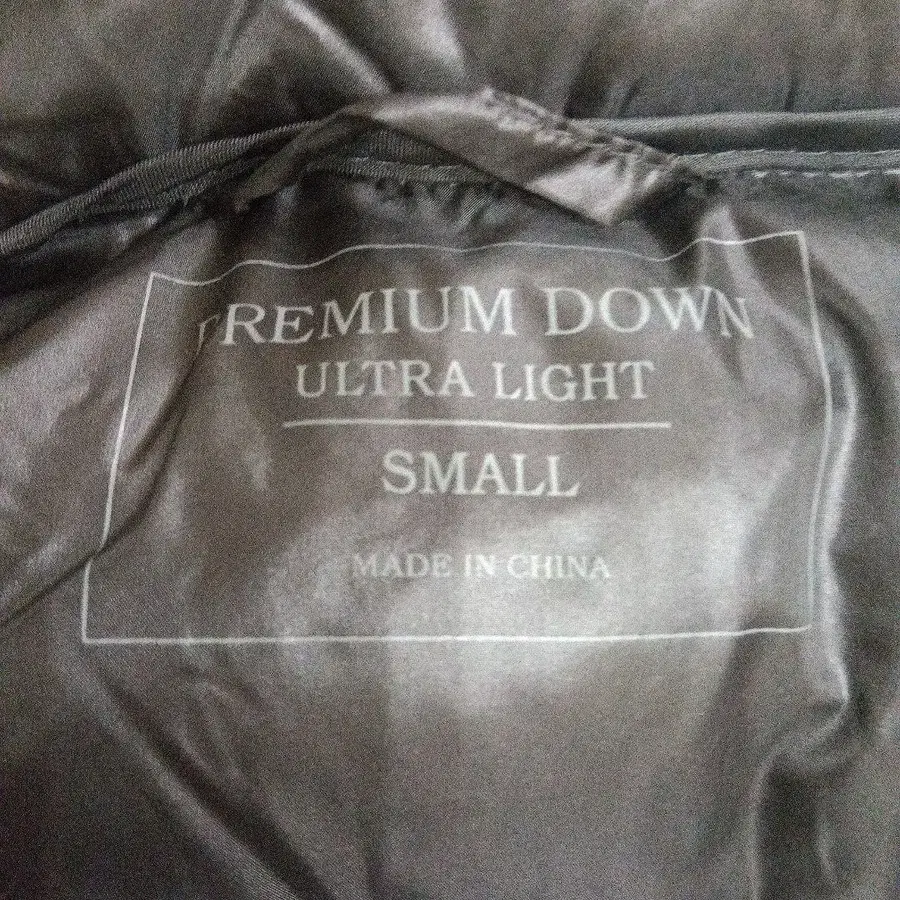 PREMIUM DOWN
ULTRA LIGHT
SMALL
MADE IN CHINA